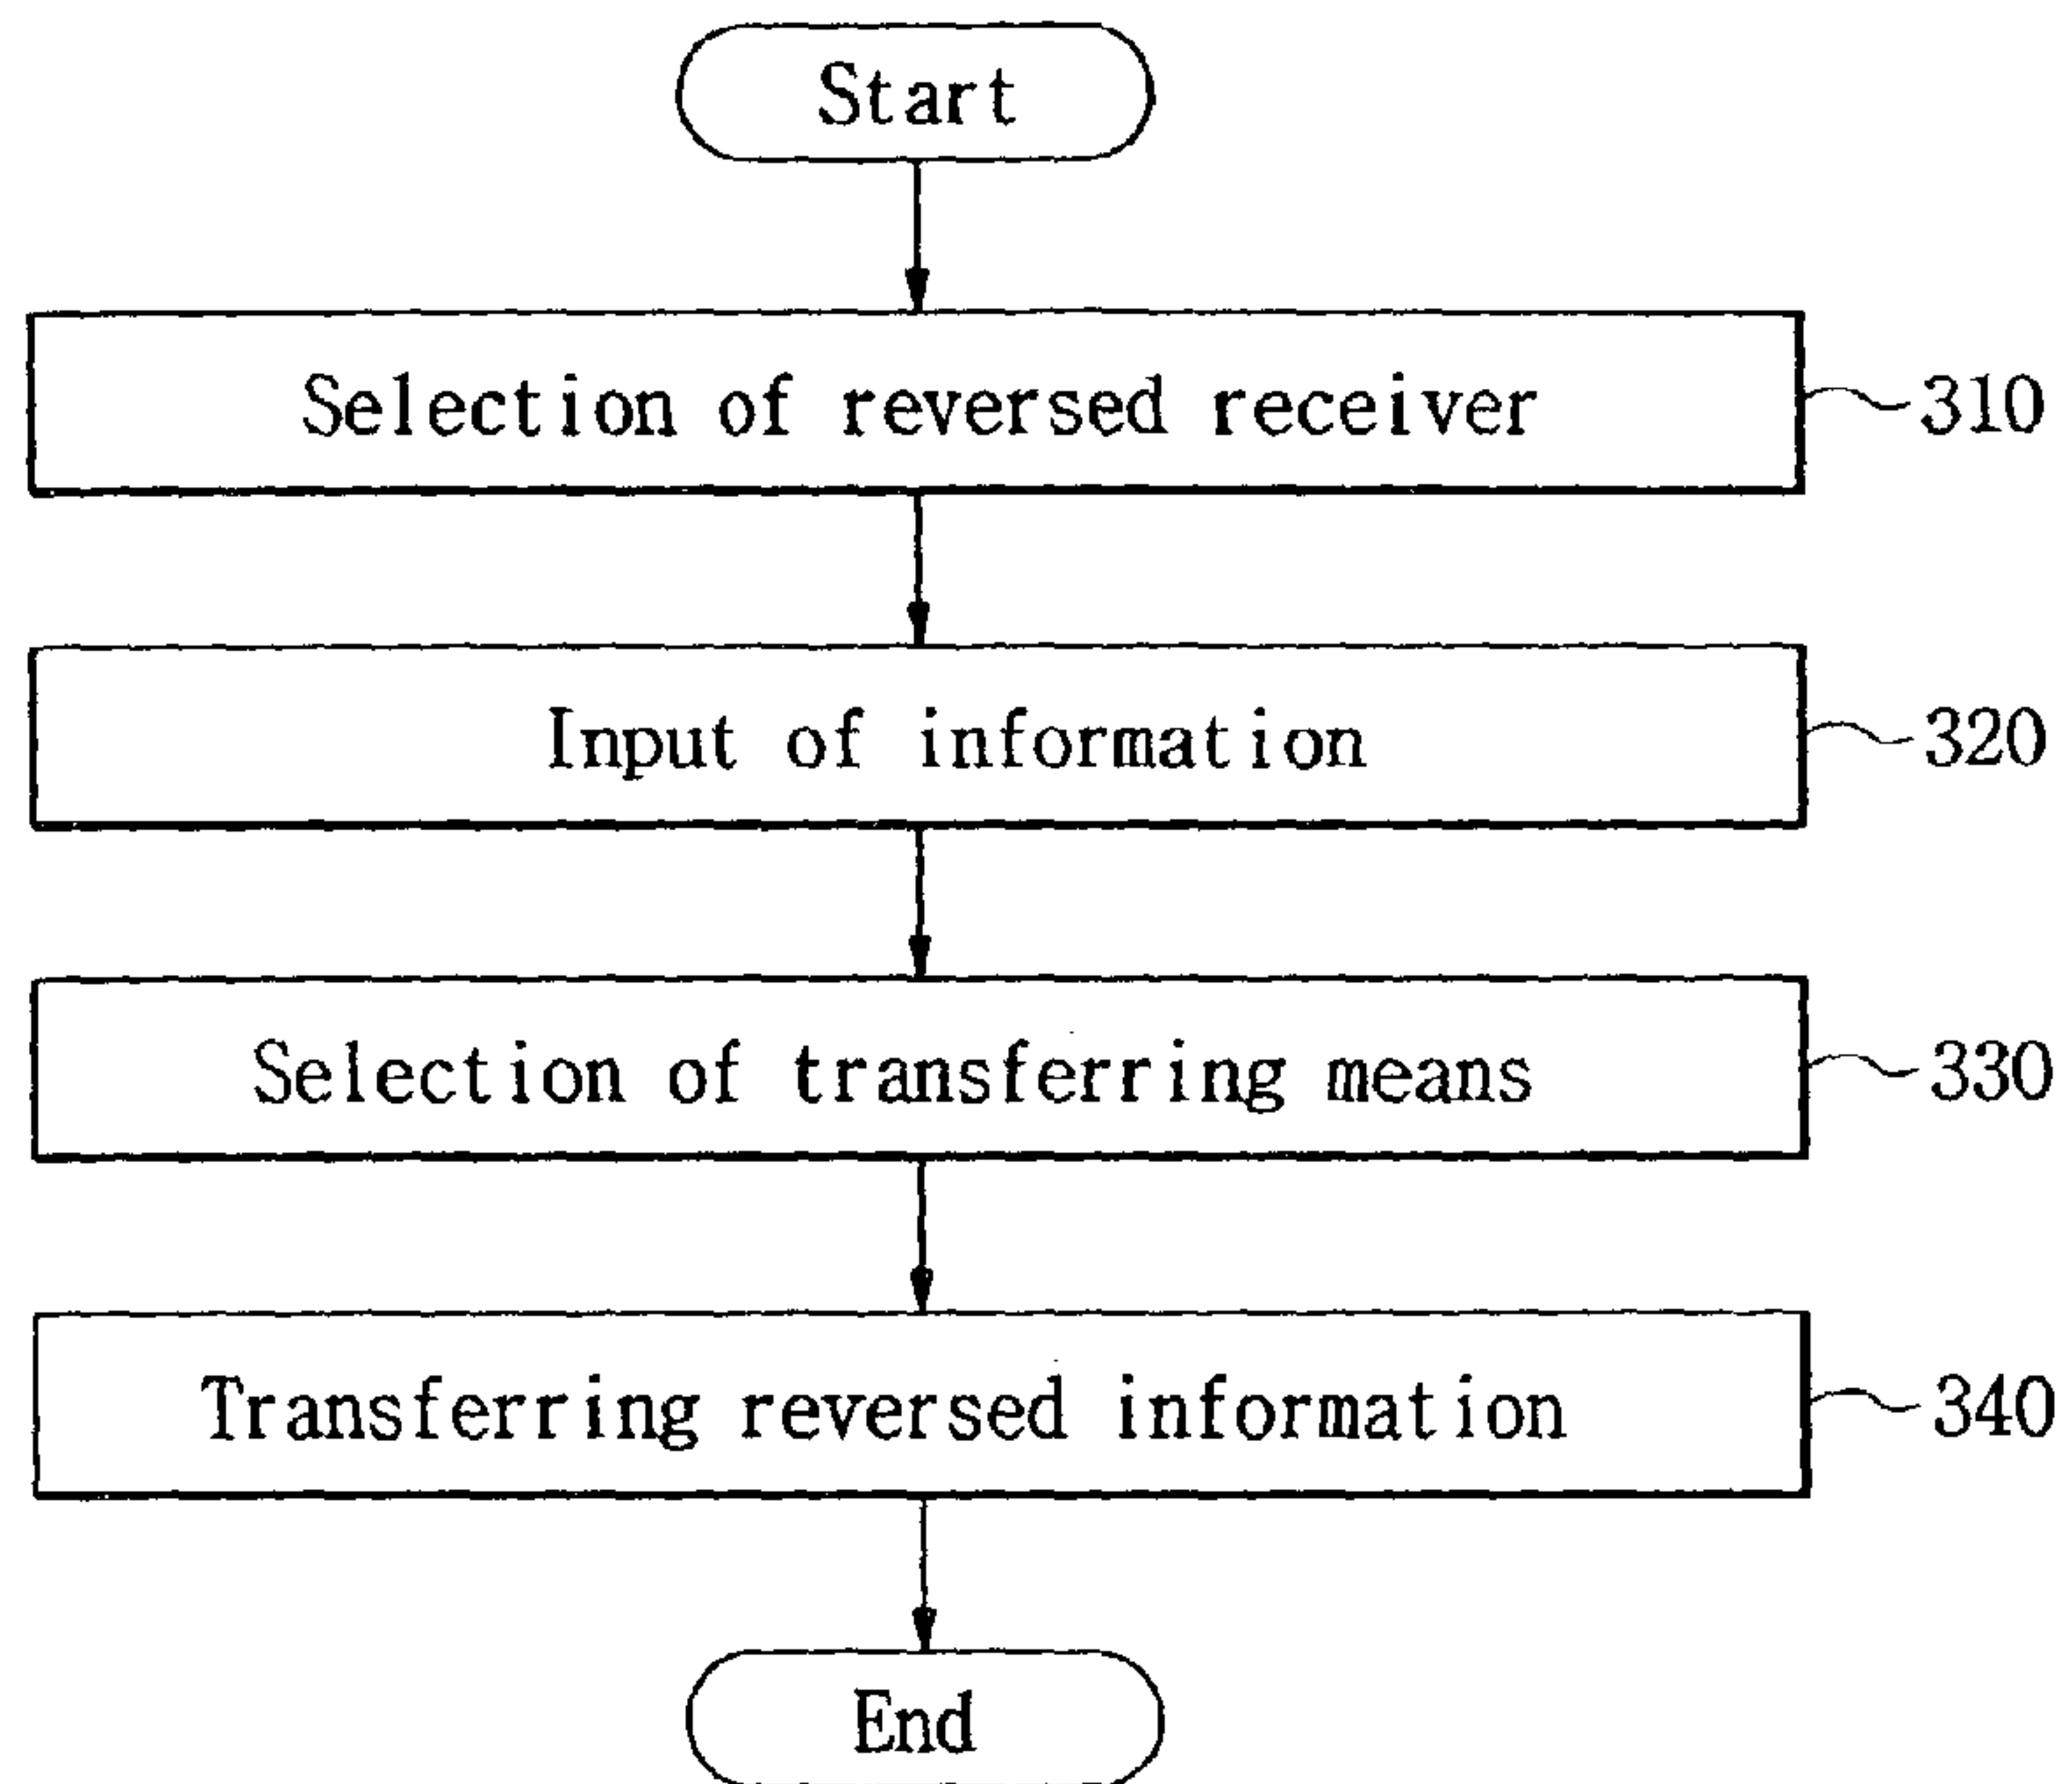 Start
Selection of reversed receiver
310
Input of information
320
Selection of transferring means
330
Transferring reversed information
340
End